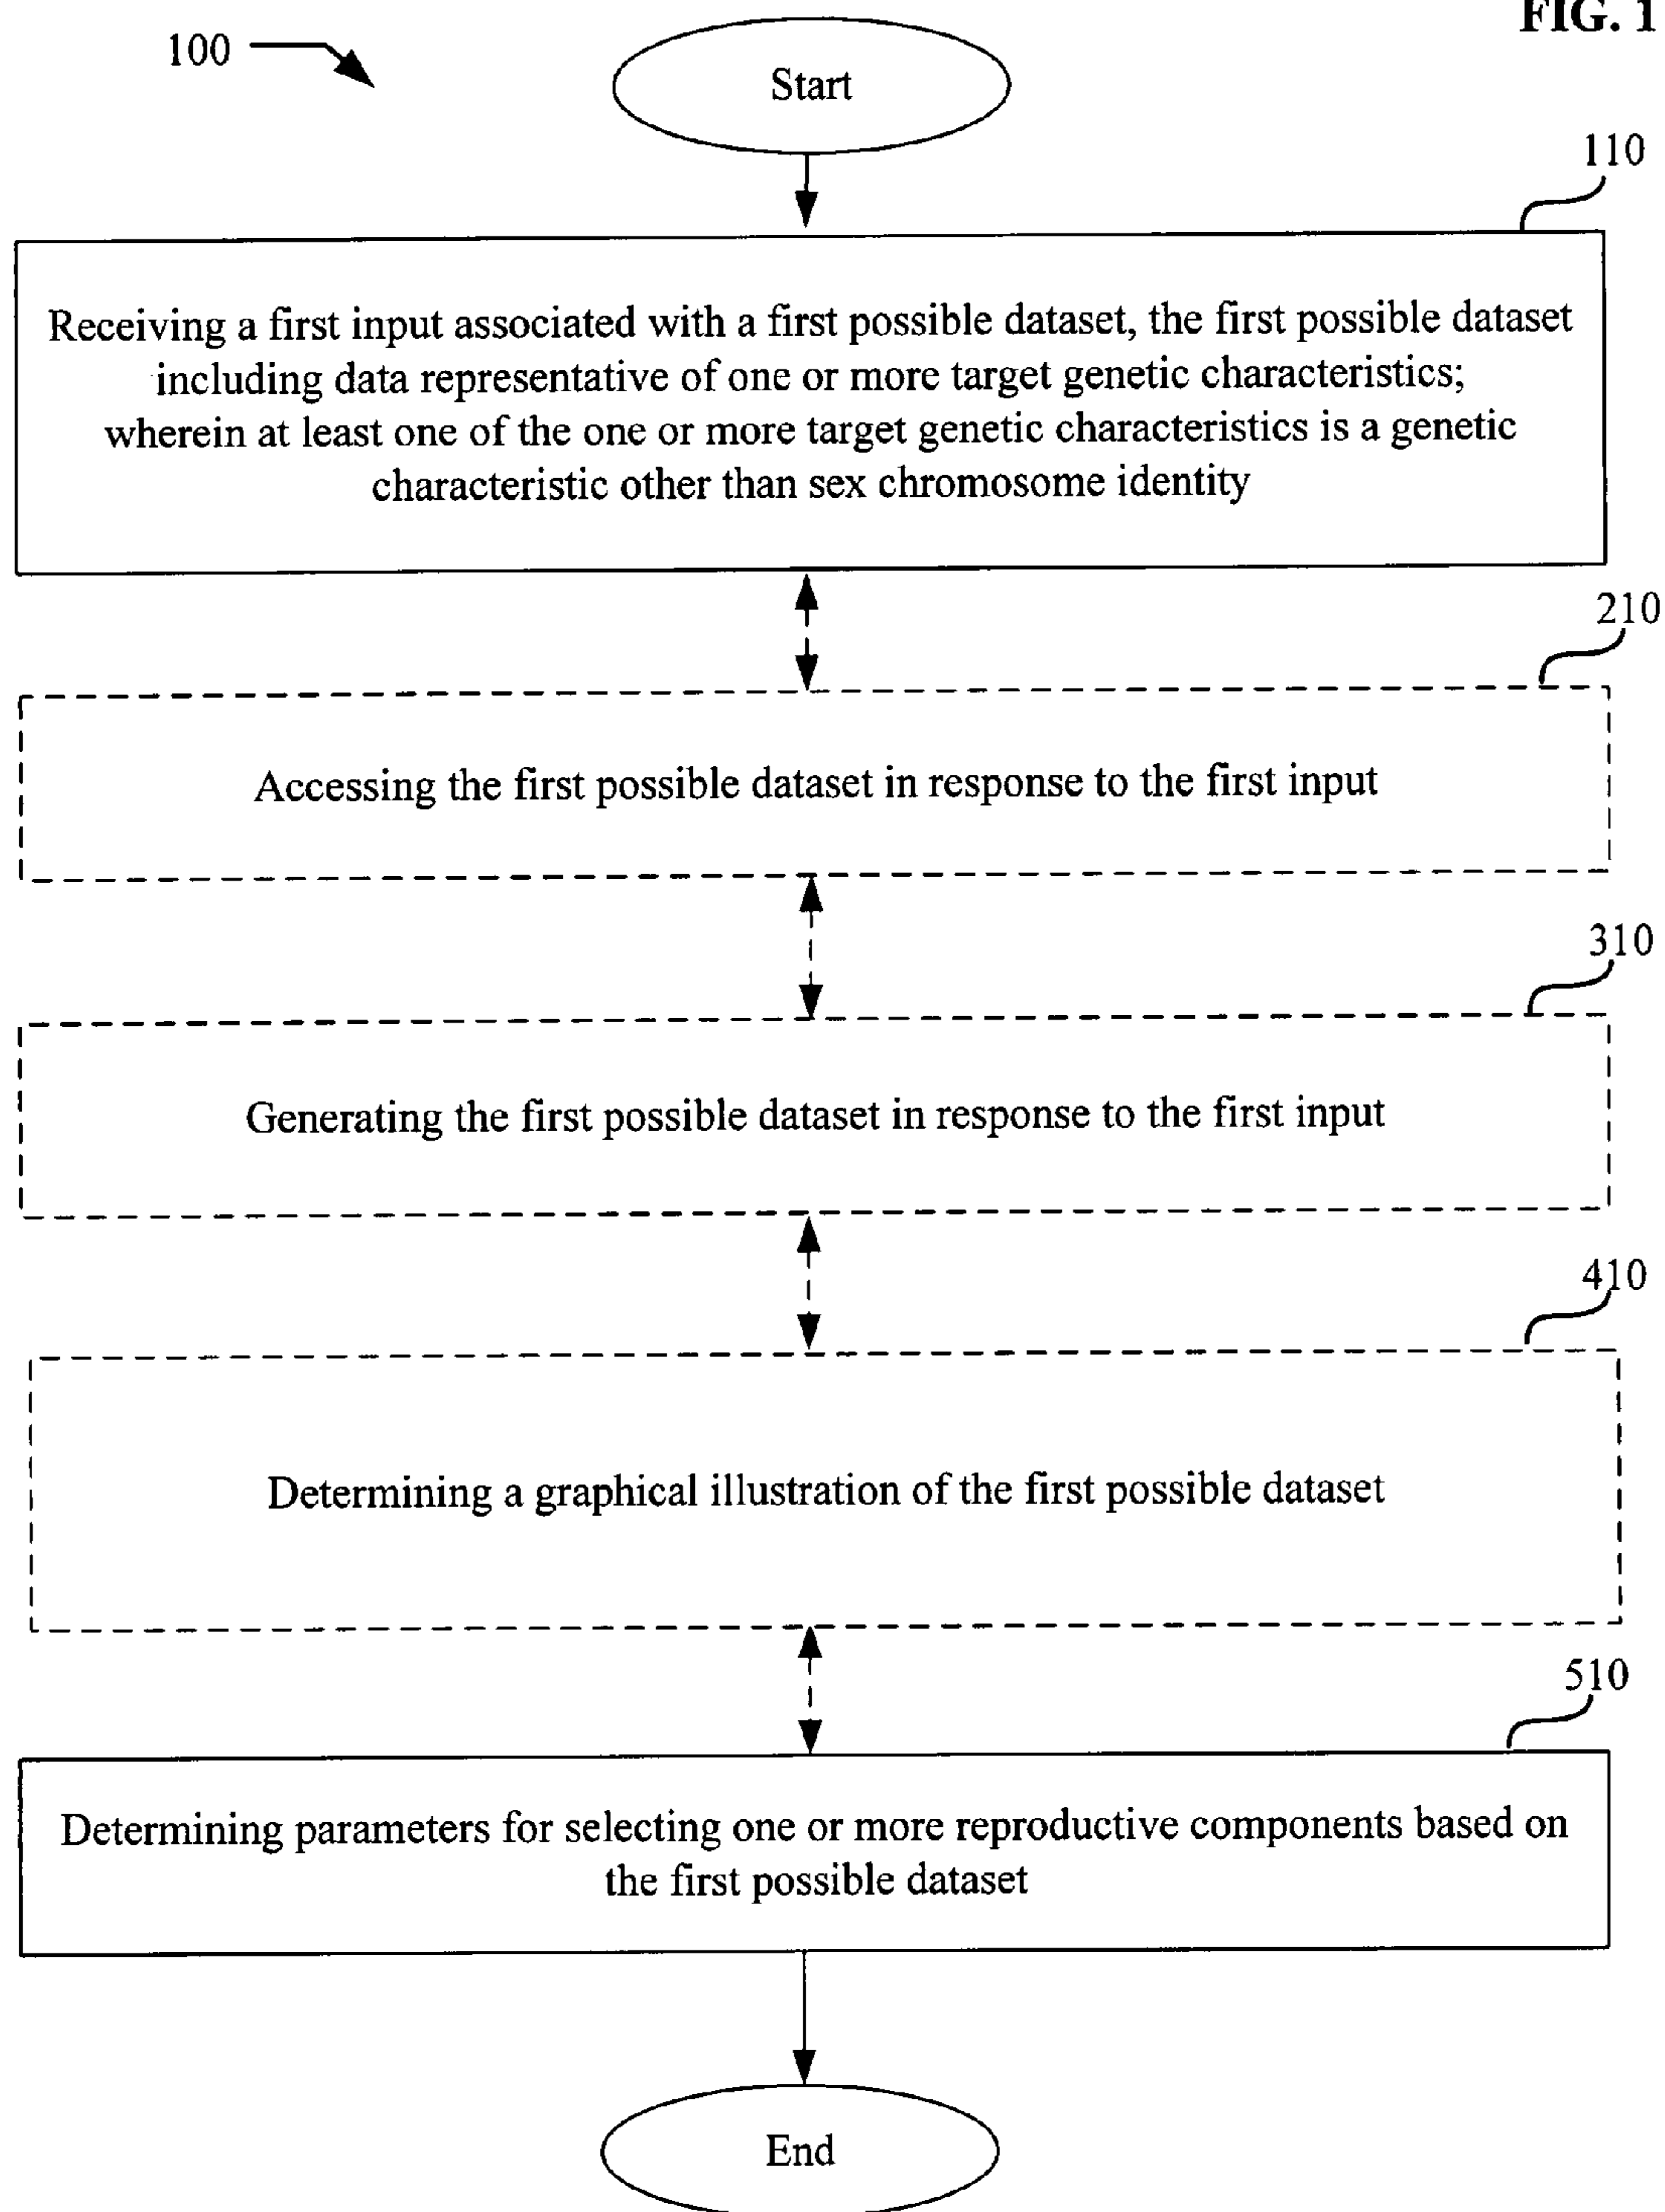 FIG. 1
100
Start
110
Receiving a first input associated with a first possible dataset, the first possible dataset
including data representative of one or more target genetic characteristics;
wherein at least one of the one or more target genetic characteristics is a genetic
characteristic other than sex chromosome identity
210
Accessing the first possible dataset in response to the first input
310
Generating the first possible dataset in response to the first input
410
Determining a graphical illustration of the first possible dataset
510
Determining parameters for selecting one or more reproductive components based on
the first possible dataset
End